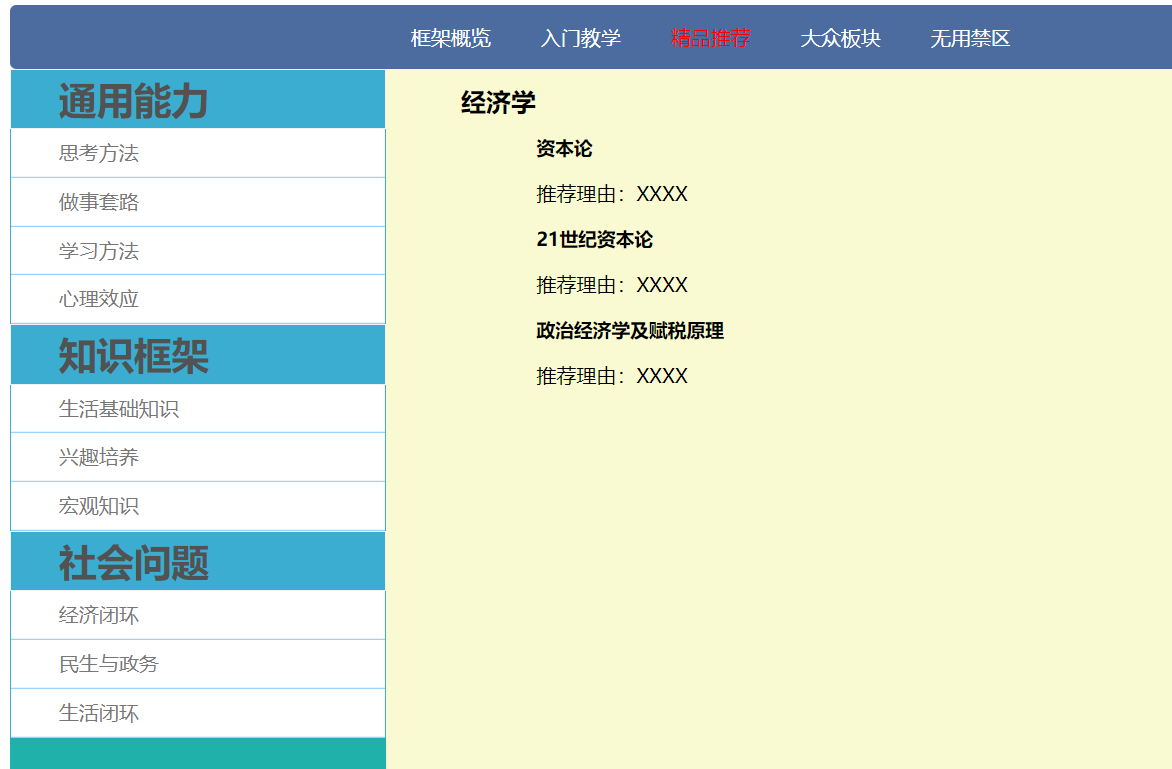 框架概览 入门教学 精品推荐 大众板块 无用禁区
通用能力
思考方法
做事套路
学习方法
心理效应
知识框架
生活基础知识
兴趣培养
宏观知识
社会问题
经济闭环
民生与政务
生活闭环
经济学
资本论
推荐理由：XXXX
21世纪资本论
推荐理由：XXXX
政治经济学及赋税原理
推荐理由：XXXX